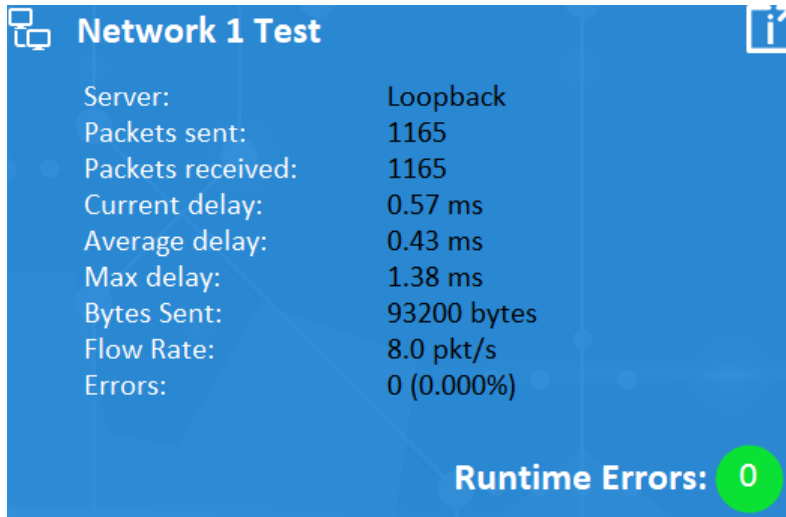 Network 1 Test
Server: Loopback
Packets sent: 1165
Packets received: 1165
Current delay: 0.57 ms
Average delay: 0.43 ms
Max delay: 1.38 ms
Bytes Sent: 93200 bytes
Flow Rate: 8.0 pkt/s
Errors: 0 (0.000%)
Runtime Errors: 0